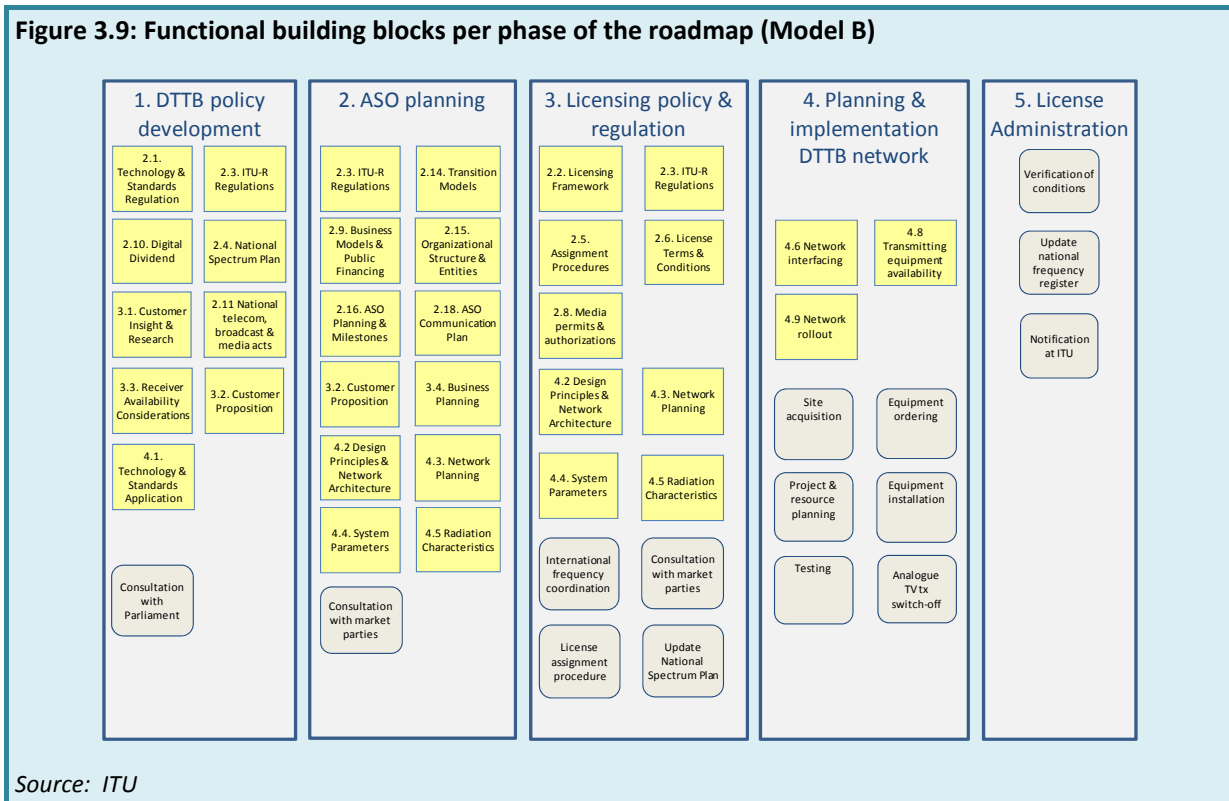 Figure 3.9: Functional building blocks per phase of the roadmap (Model B)
1. DTTB policy
development
2.1.
Technology &
Standards
Regulation
2.3. ITU-R
Regulations
2.10. Digital
Dividend
2.4. National
Spectrum Plan
3.1. Customer
Insight &
Research
2.11 National
telecom,
broadcast &
media acts
3.3. Receiver
Availability
Considerations
3.2. Customer
Proposition
4.1.
Technology &
Standards
Application
Consultation
with
Parliament
2. ASO planning
2.3. ITU-R
Regulations
2.14. Transition
Models
2.9. Business
Models &
Public
Financing
2.15.
Organizational
Structure &
Entities
2.16. ASO
Planning &
Milestones
2.18. ASO
Communication
Plan
3.2. Customer
Proposition
3.4. Business
Planning
4.2 Design
Principles &
Network
Architecture
4.3. Network
Planning
4.4. System
Parameters
4.5 Radiation
Characteristics
Consultation
with market
parties
3. Licensing policy &
regulation
2.2. Licensing
Framework
2.3. ITU-R
Regulations
2.5.
Assignment
Procedures
2.6. License
Terms &
Conditions
2.8. Media
permits &
authorizations
4.2 Design
Principles &
Network
Architecture
4.3. Network
Planning
4.4. System
Parameters
4.5 Radiation
Characteristics
International
frequency
coordination
Consultation
with market
parties
License
assignment
procedure
Update
National
Spectrum Plan
4. Planning &
implementation
DTTB network
4.6 Network
interfacing
4.8
Transmitting
equipment
availability
4.9 Network
rollout
Site
acquisition
Equipment
ordering
Project &
resource
planning
Equipment
installation
Testing
Analogue
TV tx
switch-off
5. License
Administration
Verification of
conditions
Update
national
frequency
register
Notification
at ITU
Source: ITU